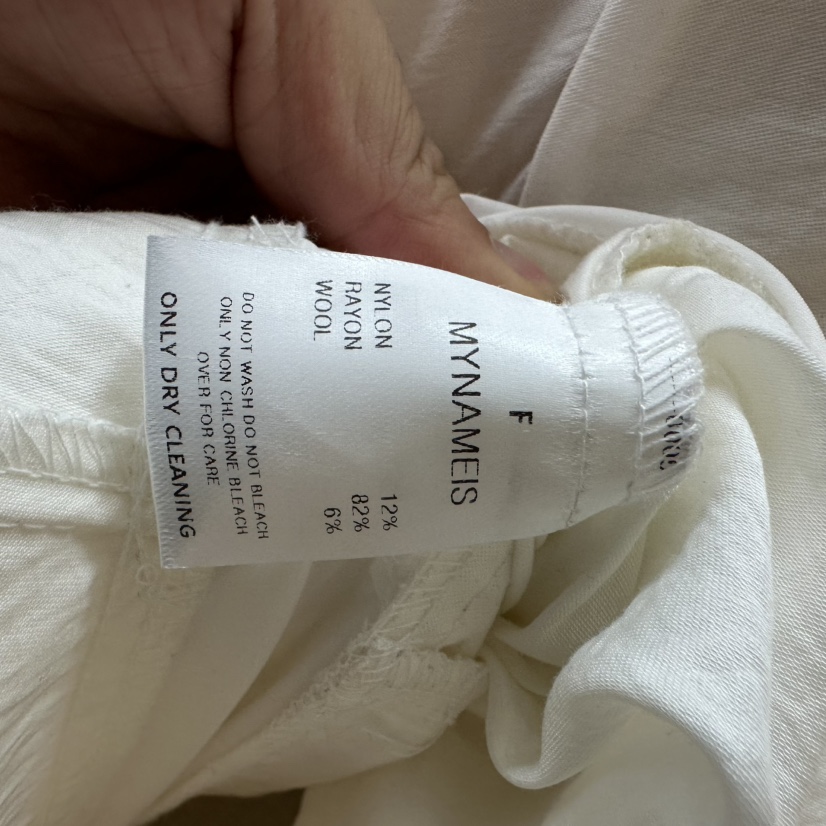 F
MYNAMEIS
NYLON 12%
RAYON 82%
WOOL 6%
DO NOT WASH DO NOT BLEACH
ONLY NON CHLORINE BLEACH
OVER FOR CARE
ONLY DRY CLEANING